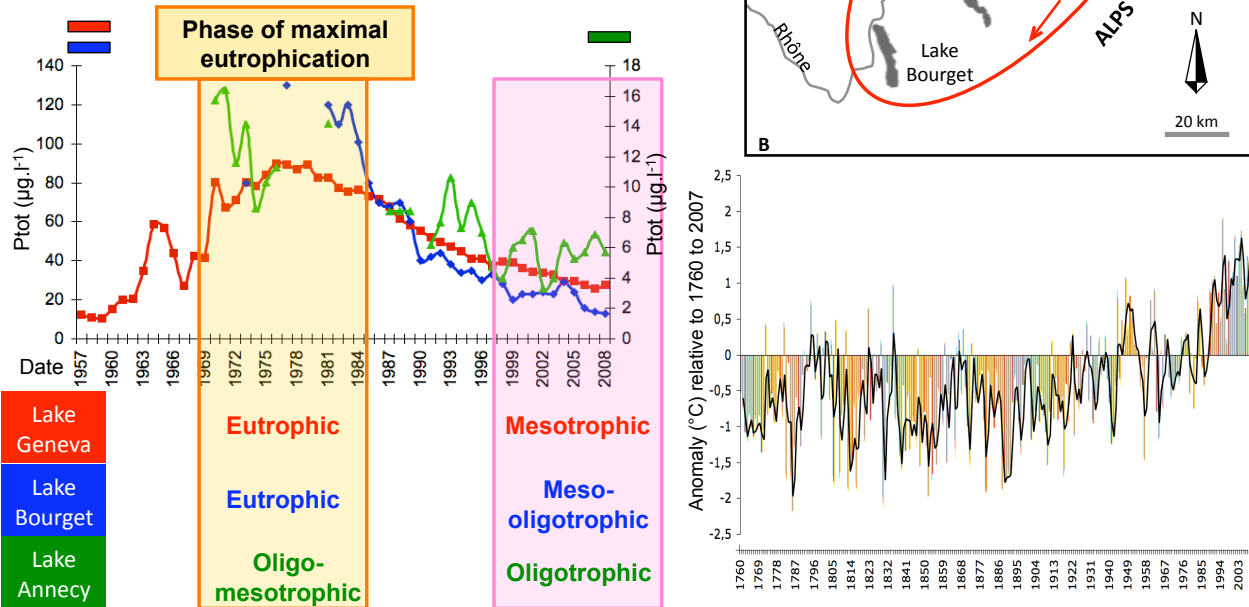 Phase of maximal
eutrophication
140
120
100
80
60
40
20
0
Ptot (µg.l-1)
18
16
14
12
10
8
6
4
2
0
Ptot (µg.l-1)
Date
1957
1960
1963
1966
1969
1972
1975
1978
1981
1984
1987
1990
1993
1996
1999
2002
2005
2008
Lake
Geneva
Eutrophic
Mesotrophic
Lake
Bourget
Eutrophic
Meso-
oligotrophic
Lake
Annecy
Oligo-
mesotrophic
Oligotrophic
Rhône
Lake
Bourget
ALPS
N
20 km
B
Anomaly (°C) relative to 1760 to 2007
2,5
2
1,5
1
0,5
0
-0,5
-1
-1,5
-2
-2,5
1760
1769
1778
1787
1796
1805
1814
1823
1832
1841
1850
1859
1868
1877
1886
1895
1904
1913
1922
1931
1940
1949
1958
1967
1976
1985
1994
2003